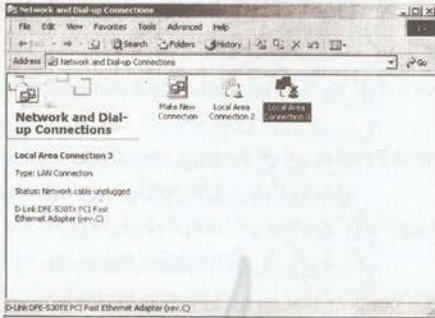 Network and Dial-up Connections
File Edit View Favorites Tools Advanced Help
Back Search Folders History
Address Network and Dial-up Connections Go
Network and Dial-up Connections
Make New Connection
Local Area Connection 2
Local Area Connection 3
Local Area Connection 3
Type: LAN Connection
Status: Network cable unplugged
D-Link DFE-530TX PCI Fast
Ethernet Adapter (rev.C)
D-Link DFE-530TX PCI Fast Ethernet Adapter (rev.C)